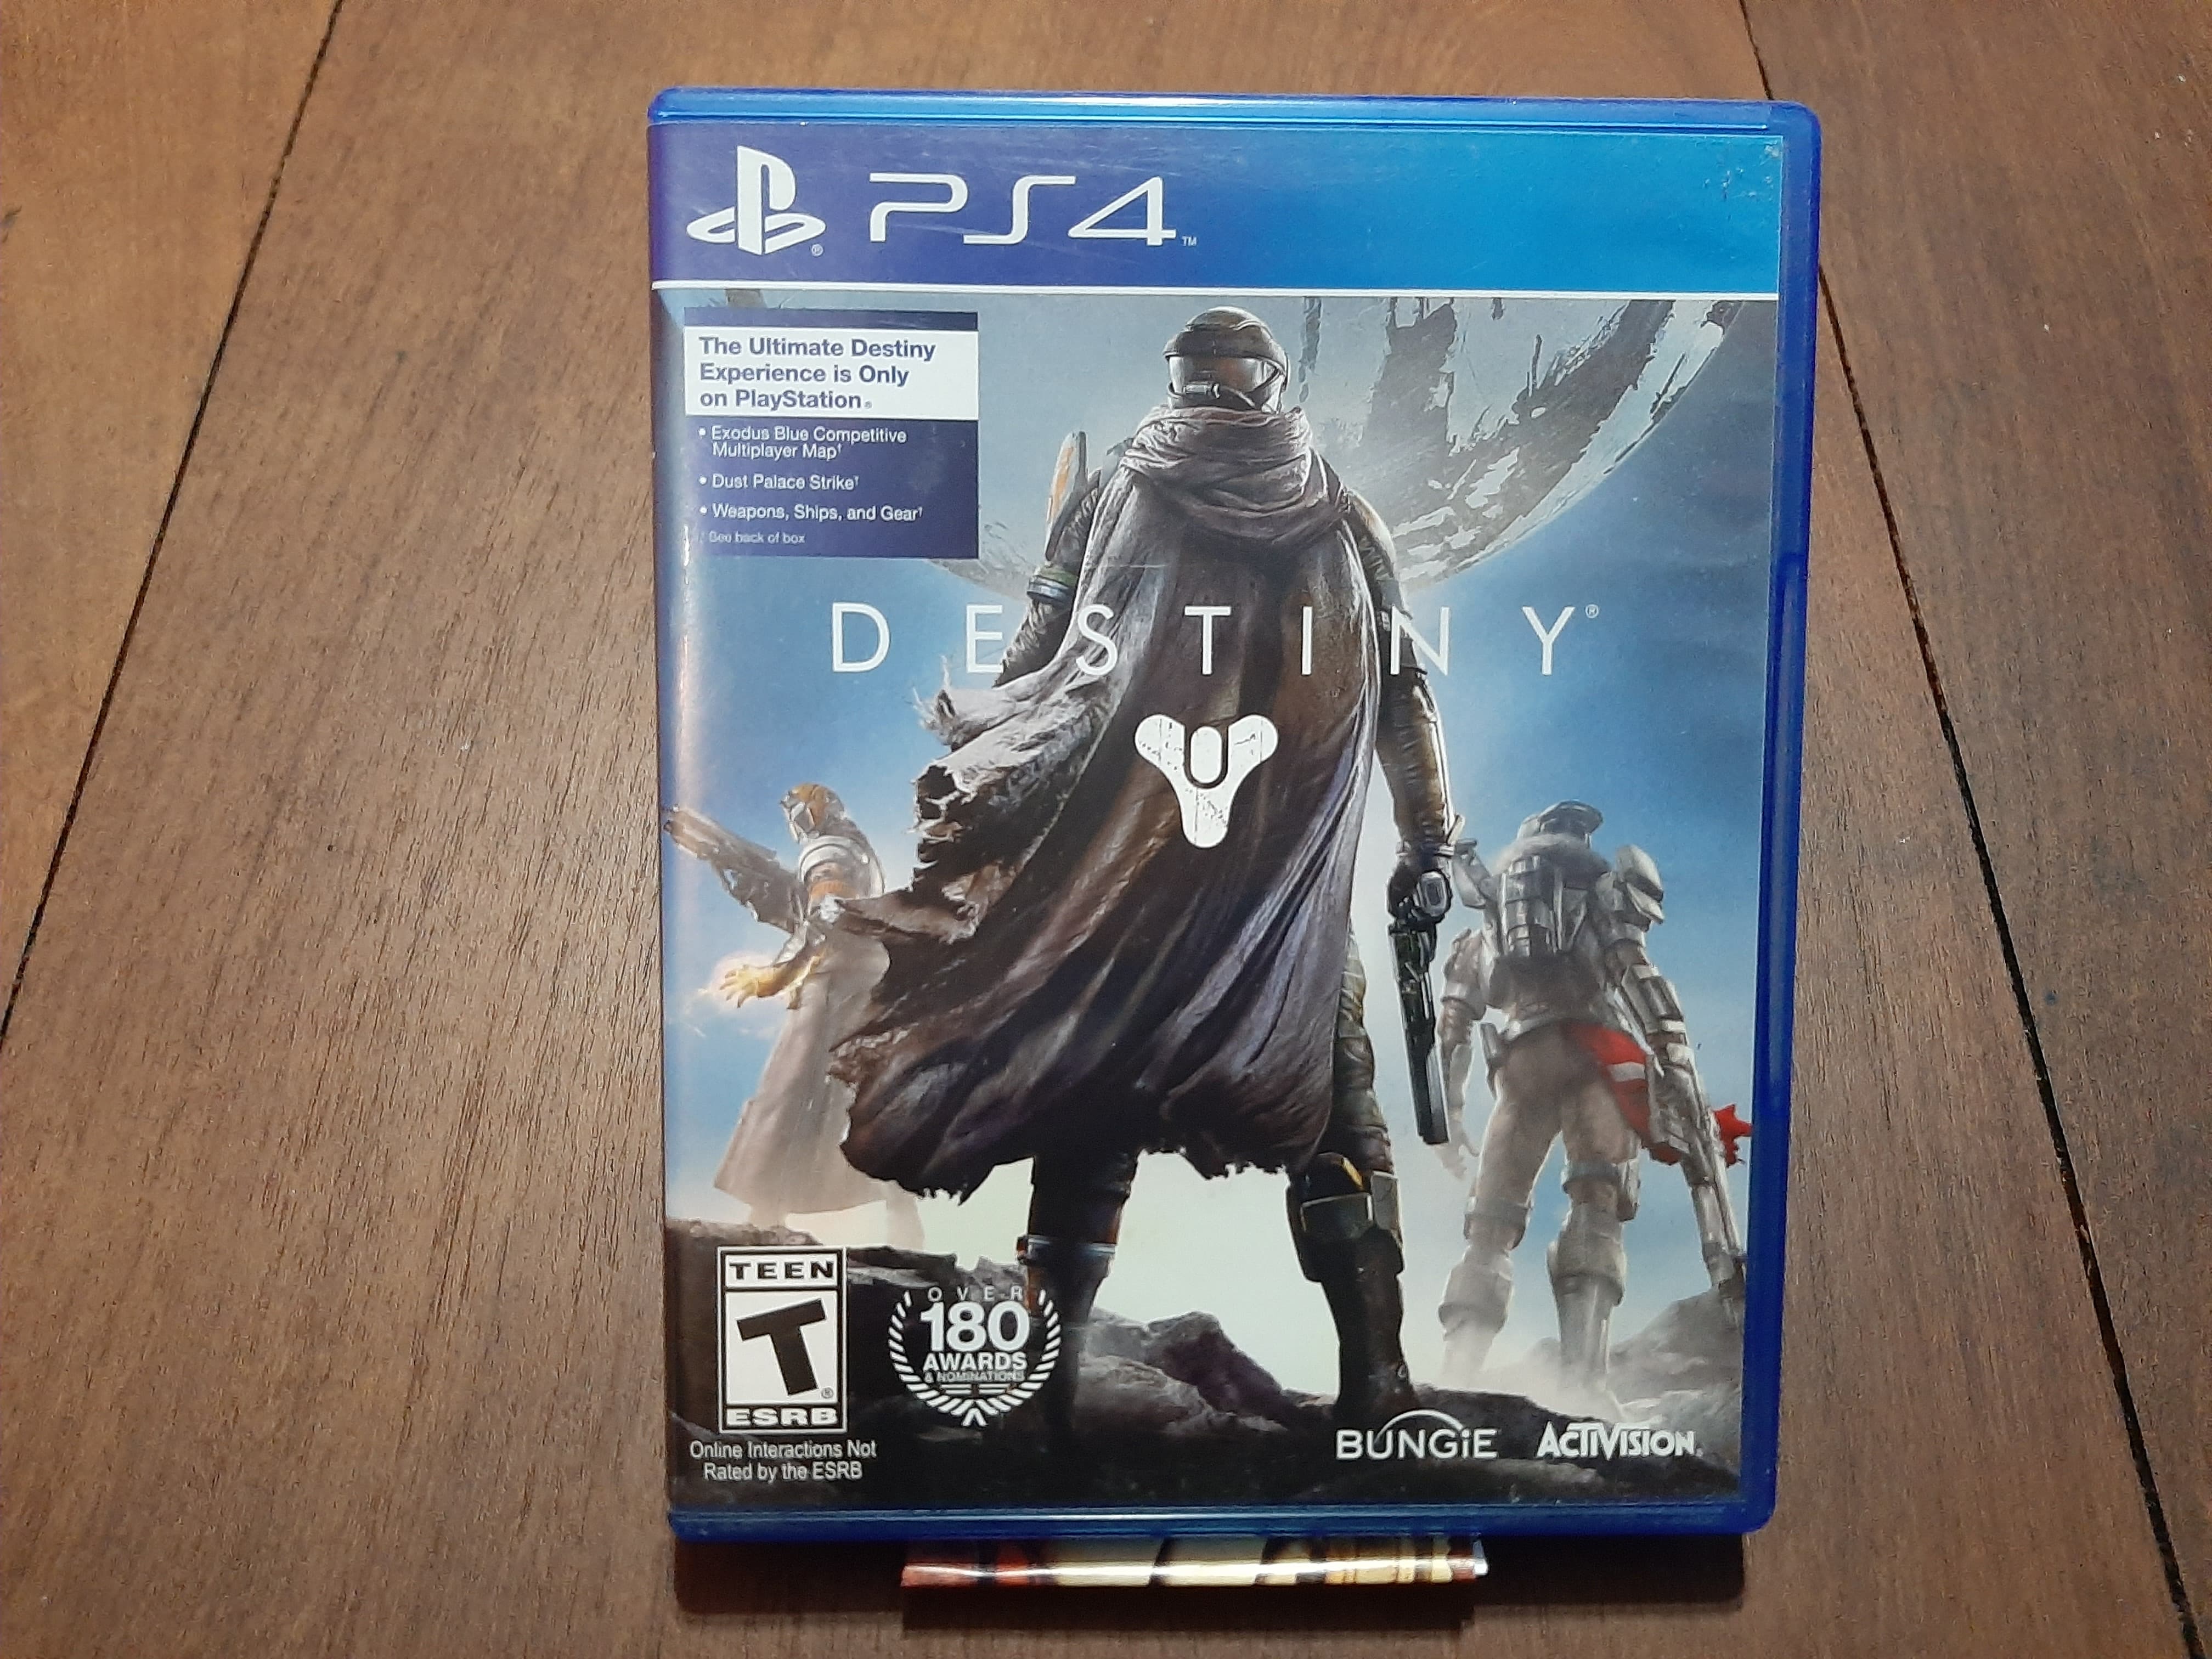 PS4™
The Ultimate Destiny
Experience is Only
on PlayStation®
• Exodus Blue Competitive
Multiplayer Map†
• Dust Palace Strike†
• Weapons, Ships, and Gear†
† See back of box
DESTINY®
TEEN
T
®
ESRB
Online Interactions Not
Rated by the ESRB
OVER
180
AWARDS
& NOMINATIONS
BUNGiE
ACTIVISION®